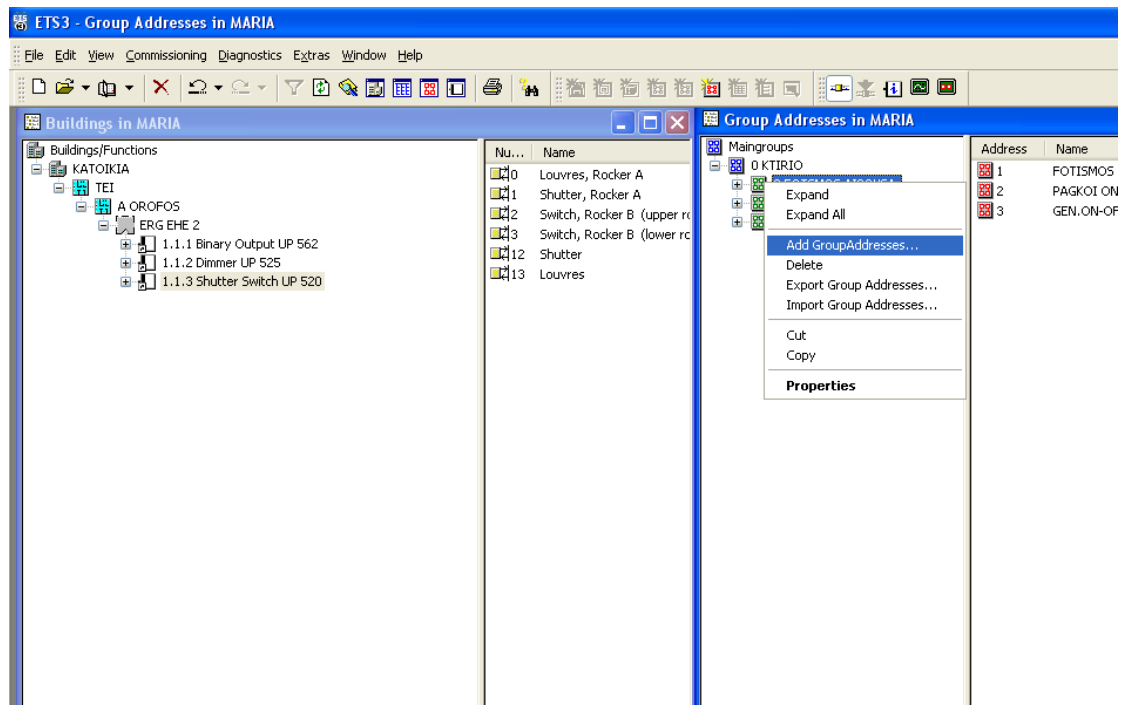 ETS3 - Group Addresses in MARIA
File Edit View Commissioning Diagnostics Extras Window Help
Buildings in MARIA
Buildings/Functions
KATOIKIA
TEI
A OROFOS
ERG EHE 2
1.1.1 Binary Output UP 562
1.1.2 Dimmer UP 525
1.1.3 Shutter Switch UP 520
Nu... Name
0 Louvres, Rocker A
1 Shutter, Rocker A
2 Switch, Rocker B (upper ro
3 Switch, Rocker B (lower ro
12 Shutter
13 Louvres
Group Addresses in MARIA
Maingroups
0 KTIRIO
Expand
Expand All
Add GroupAddresses...
Delete
Export Group Addresses...
Import Group Addresses...
Cut
Copy
Properties
Address Name
1 FOTISMOS
2 PAGKOI ON
3 GEN.ON-OF